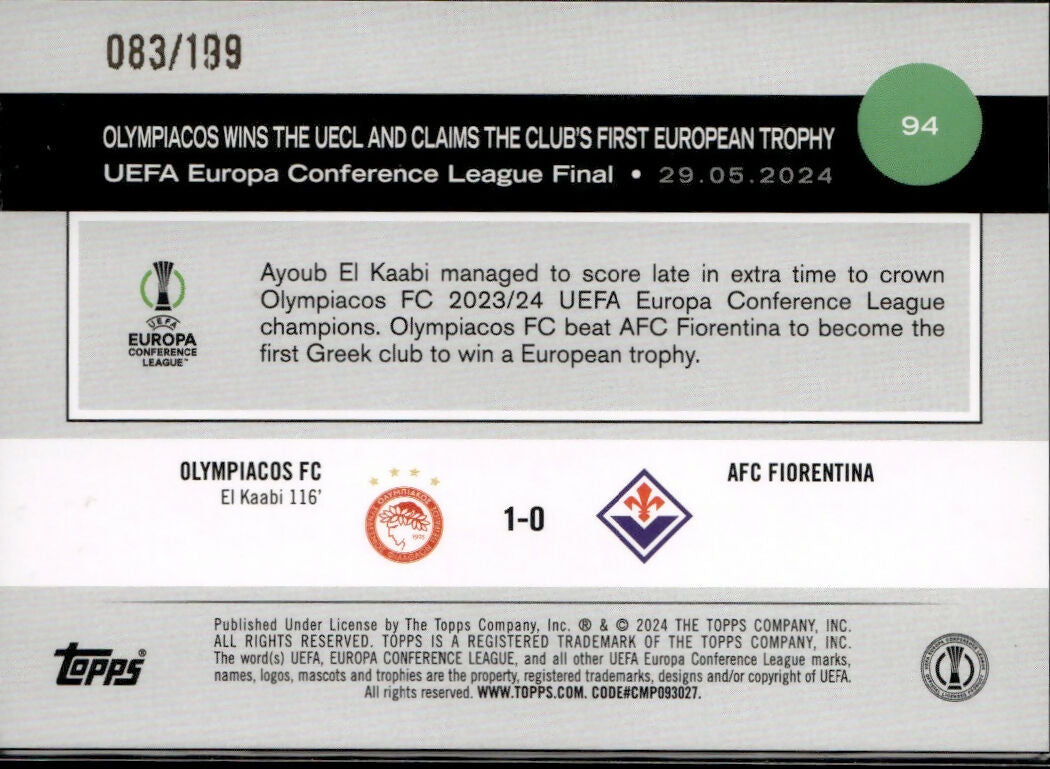 083/199
OLYMPIACOS WINS THE UECL AND CLAIMS THE CLUB'S FIRST EUROPEAN TROPHY
94
UEFA Europa Conference League Final • 29.05.2024
Ayoub El Kaabi managed to score late in extra time to crown
Olympiacos FC 2023/24 UEFA Europa Conference League
champions. Olympiacos FC beat AFC Fiorentina to become the
first Greek club to win a European trophy.
UEFA
EUROPA
CONFERENCE
LEAGUE™
OLYMPIACOS FC
El Kaabi 116'
1925
1-0
AFC FIORENTINA
Published Under License by The Topps Company, Inc. ® & © 2024 THE TOPPS COMPANY, INC.
ALL RIGHTS RESERVED. TOPPS IS A REGISTERED TRADEMARK OF THE TOPPS COMPANY, INC.
The word(s) UEFA, EUROPA CONFERENCE LEAGUE, and all other UEFA Europa Conference League marks,
names, logos, mascots and trophies are the property, registered trademarks, designs and/or copyright of UEFA.
All rights reserved. WWW.TOPPS.COM. CODE#CMP093027.
TOPPS®